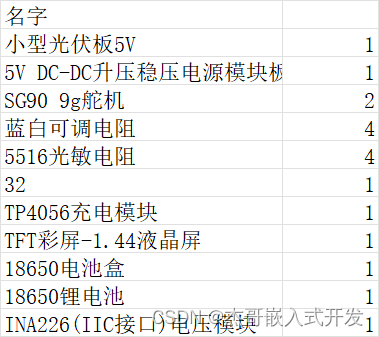 名字
小型光伏板5V 1
5V DC-DC升压稳压电源模块板 1
SG90 9g舵机 2
蓝白可调电阻 4
5516光敏电阻 4
32 1
TP4056充电模块 1
TFT彩屏-1.44液晶屏 1
18650电池盒 1
18650锂电池 1
INA226(IIC接口)电压模块 1
CSDN @杰哥嵌入式开发